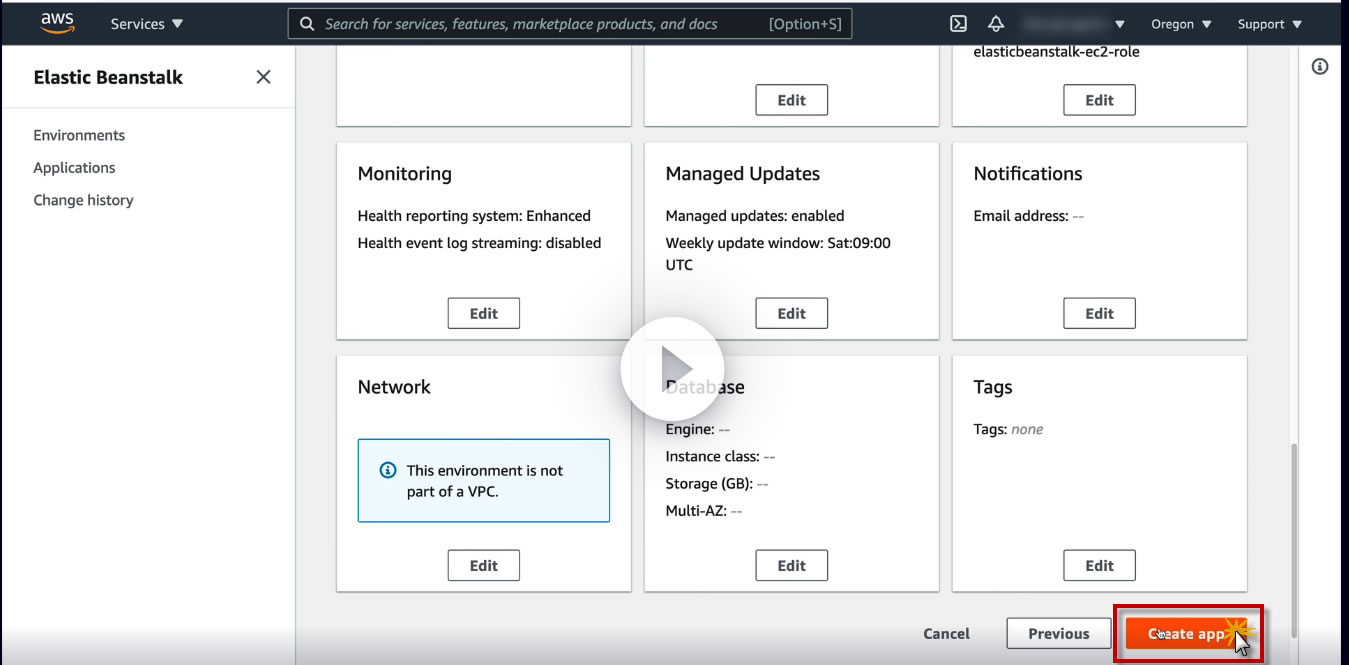 aws
Services
Search for services, features, marketplace products, and docs
[Option+S]
Oregon
Support
Elastic Beanstalk
Environments
Applications
Change history
elasticbeanstalk-ec2-role
Edit
Edit
Monitoring
Health reporting system: Enhanced
Health event log streaming: disabled
Edit
Managed Updates
Managed updates: enabled
Weekly update window: Sat:09:00
UTC
Edit
Notifications
Email address: --
Edit
Network
This environment is not
part of a VPC.
Edit
Database
Engine: --
Instance class: --
Storage (GB): --
Multi-AZ: --
Edit
Tags
Tags: none
Edit
Cancel
Previous
Create app